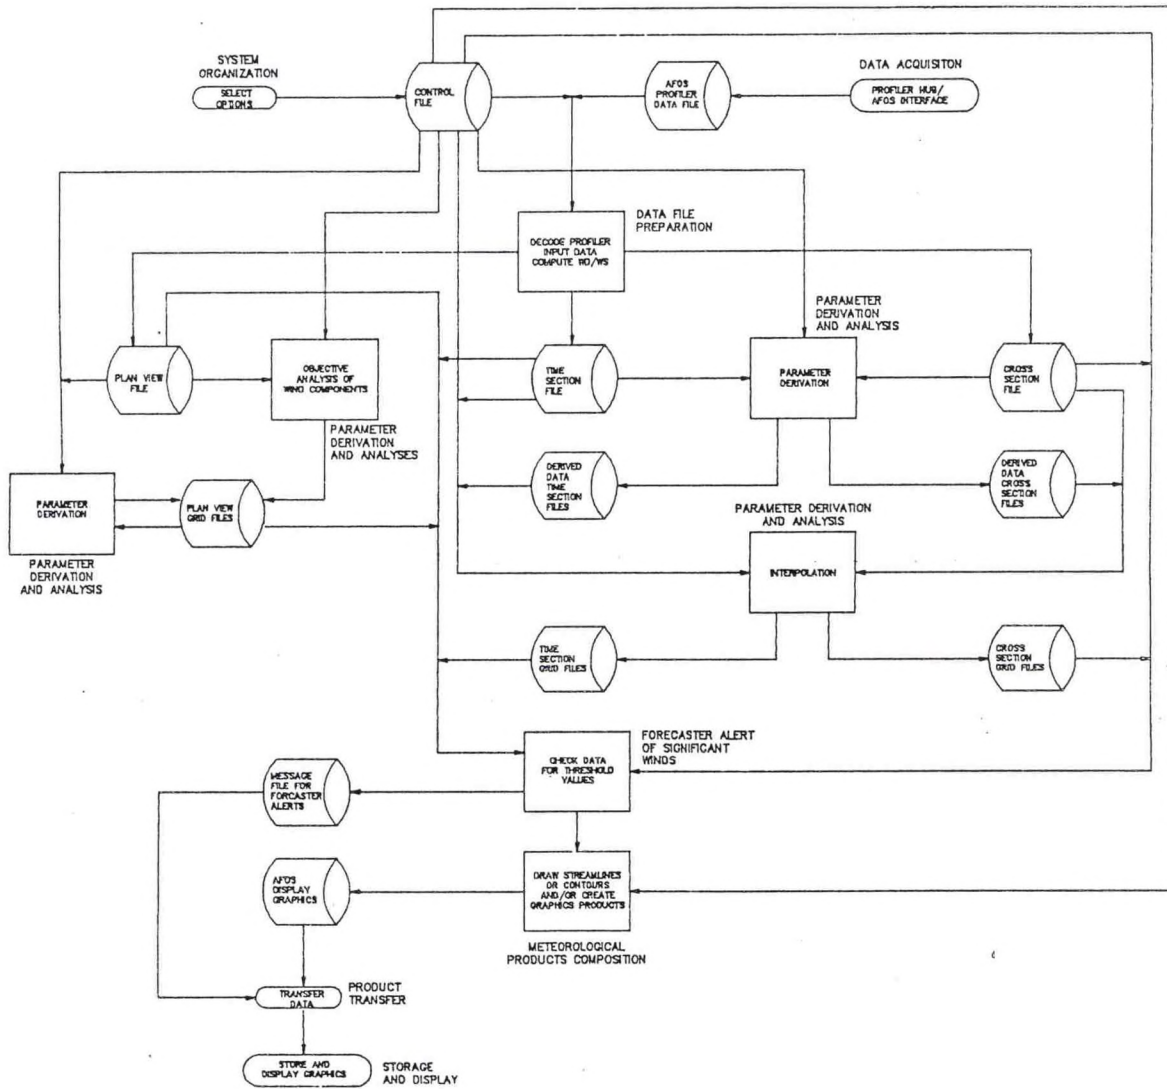 SYSTEM
ORGANIZATION
SELECT
OPTIONS
CONTROL
FILE
AFOS
PROFILER
DATA FILE
DATA ACQUISITON
PROFILER HUB/
AFOS INTERFACE
DATA FILE
PREPARATION
DECODE PROFILER
INPUT DATA
COMPUTE WD/WS
PARAMETER
DERIVATION
AND ANALYSIS
PLAN VIEW
FILE
OBJECTIVE
ANALYSIS OF
WIND COMPONENTS
TIME
SECTION
FILE
PARAMETER
DERIVATION
CROSS
SECTION
FILE
PARAMETER
DERIVATION
AND ANALYSES
PARAMETER
DERIVATION
PLAN VIEW
GRID FILES
DERIVED
DATA
TIME
SECTION
FILES
DERIVED
DATA
CROSS
SECTION
FILES
PARAMETER DERIVATION
AND ANALYSIS
PARAMETER
DERIVATION
AND ANALYSIS
INTERPOLATION
TIME
SECTION
GRID FILES
CROSS
SECTION
GRID FILES
FORECASTER ALERT
OF SIGNIFICANT
WINDS
CHECK DATA
FOR THRESHOLD
VALUES
MESSAGE
FILE FOR
FORCASTER
ALERTS
AFOS
DISPLAY
GRAPHICS
DRAW STREAMLINES
OR CONTOURS
AND/OR CREATE
GRAPHICS PRODUCTS
METEOROLOGICAL
PRODUCTS COMPOSITION
TRANSFER
DATA
PRODUCT
TRANSFER
STORE AND
DISPLAY GRAPHICS
STORAGE
AND DISPLAY